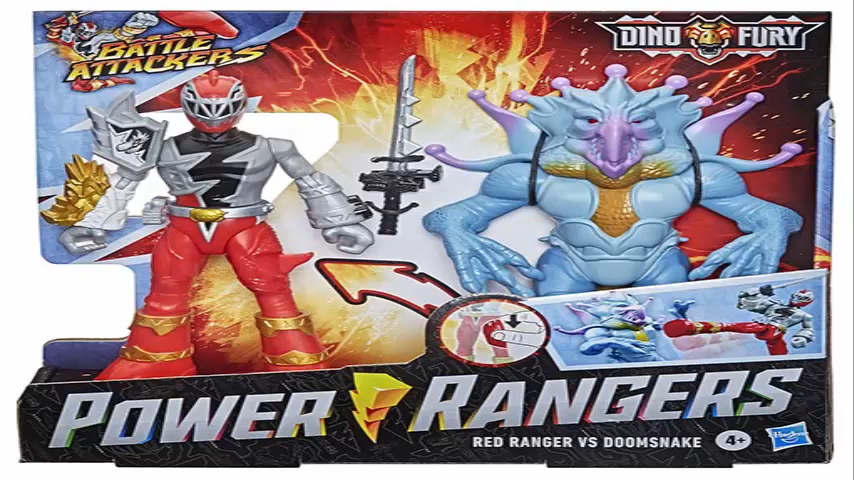 BATTLE
ATTACKERS
DINO FURY
POWER RANGERS
RED RANGER VS DOOMSNAKE 4+
Hasbro